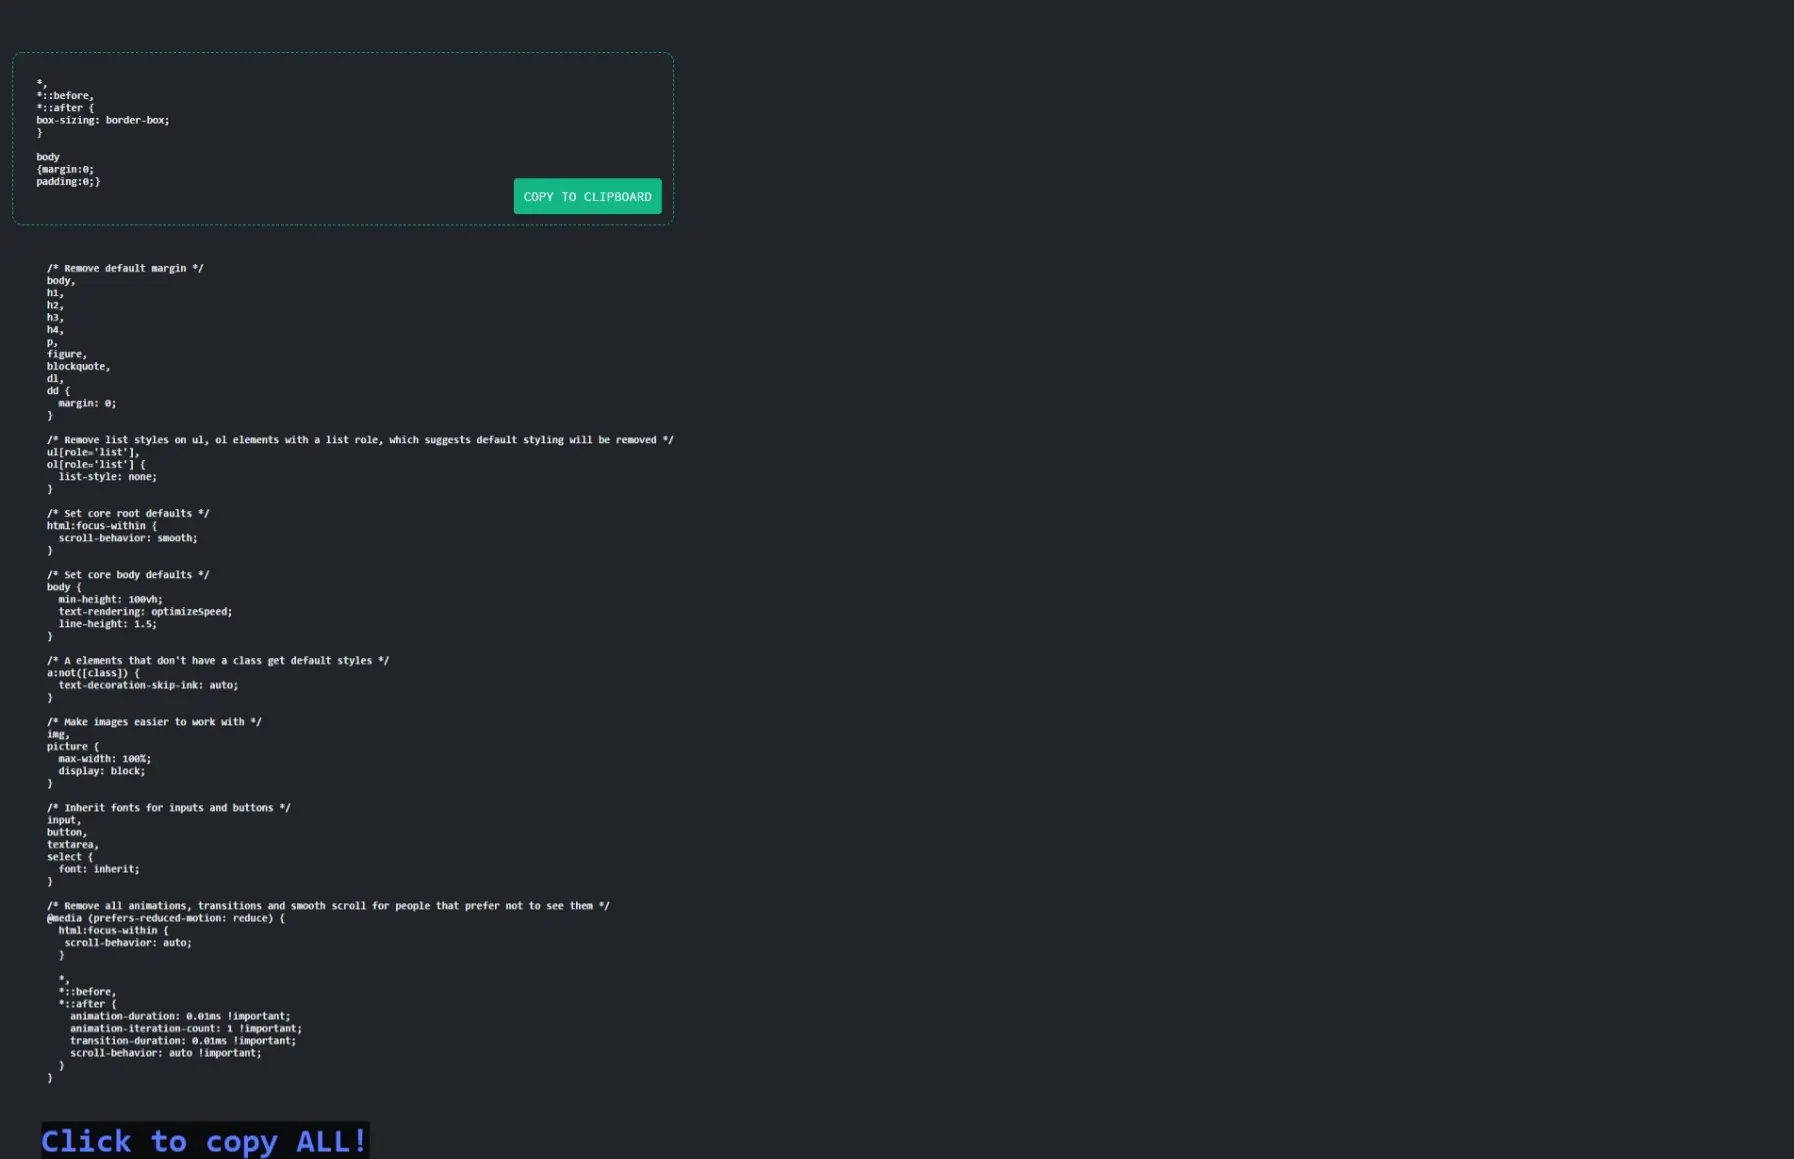 *,
*::before,
*::after {
box-sizing: border-box;
}

body
{margin:0;
padding:0;}
COPY TO CLIPBOARD

/* Remove default margin */
body,
h1,
h2,
h3,
h4,
p,
figure,
blockquote,
dl,
dd {
  margin: 0;
}

/* Remove list styles on ul, ol elements with a list role, which suggests default styling will be removed */
ul[role='list'],
ol[role='list'] {
  list-style: none;
}

/* Set core root defaults */
html:focus-within {
  scroll-behavior: smooth;
}

/* Set core body defaults */
body {
  min-height: 100vh;
  text-rendering: optimizeSpeed;
  line-height: 1.5;
}

/* A elements that don't have a class get default styles */
a:not([class]) {
  text-decoration-skip-ink: auto;
}

/* Make images easier to work with */
img,
picture {
  max-width: 100%;
  display: block;
}

/* Inherit fonts for inputs and buttons */
input,
button,
textarea,
select {
  font: inherit;
}

/* Remove all animations, transitions and smooth scroll for people that prefer not to see them */
@media (prefers-reduced-motion: reduce) {
  html:focus-within {
   scroll-behavior: auto;
  }

  *,
  *::before,
  *::after {
    animation-duration: 0.01ms !important;
    animation-iteration-count: 1 !important;
    transition-duration: 0.01ms !important;
    scroll-behavior: auto !important;
  }
}

Click to copy ALL!